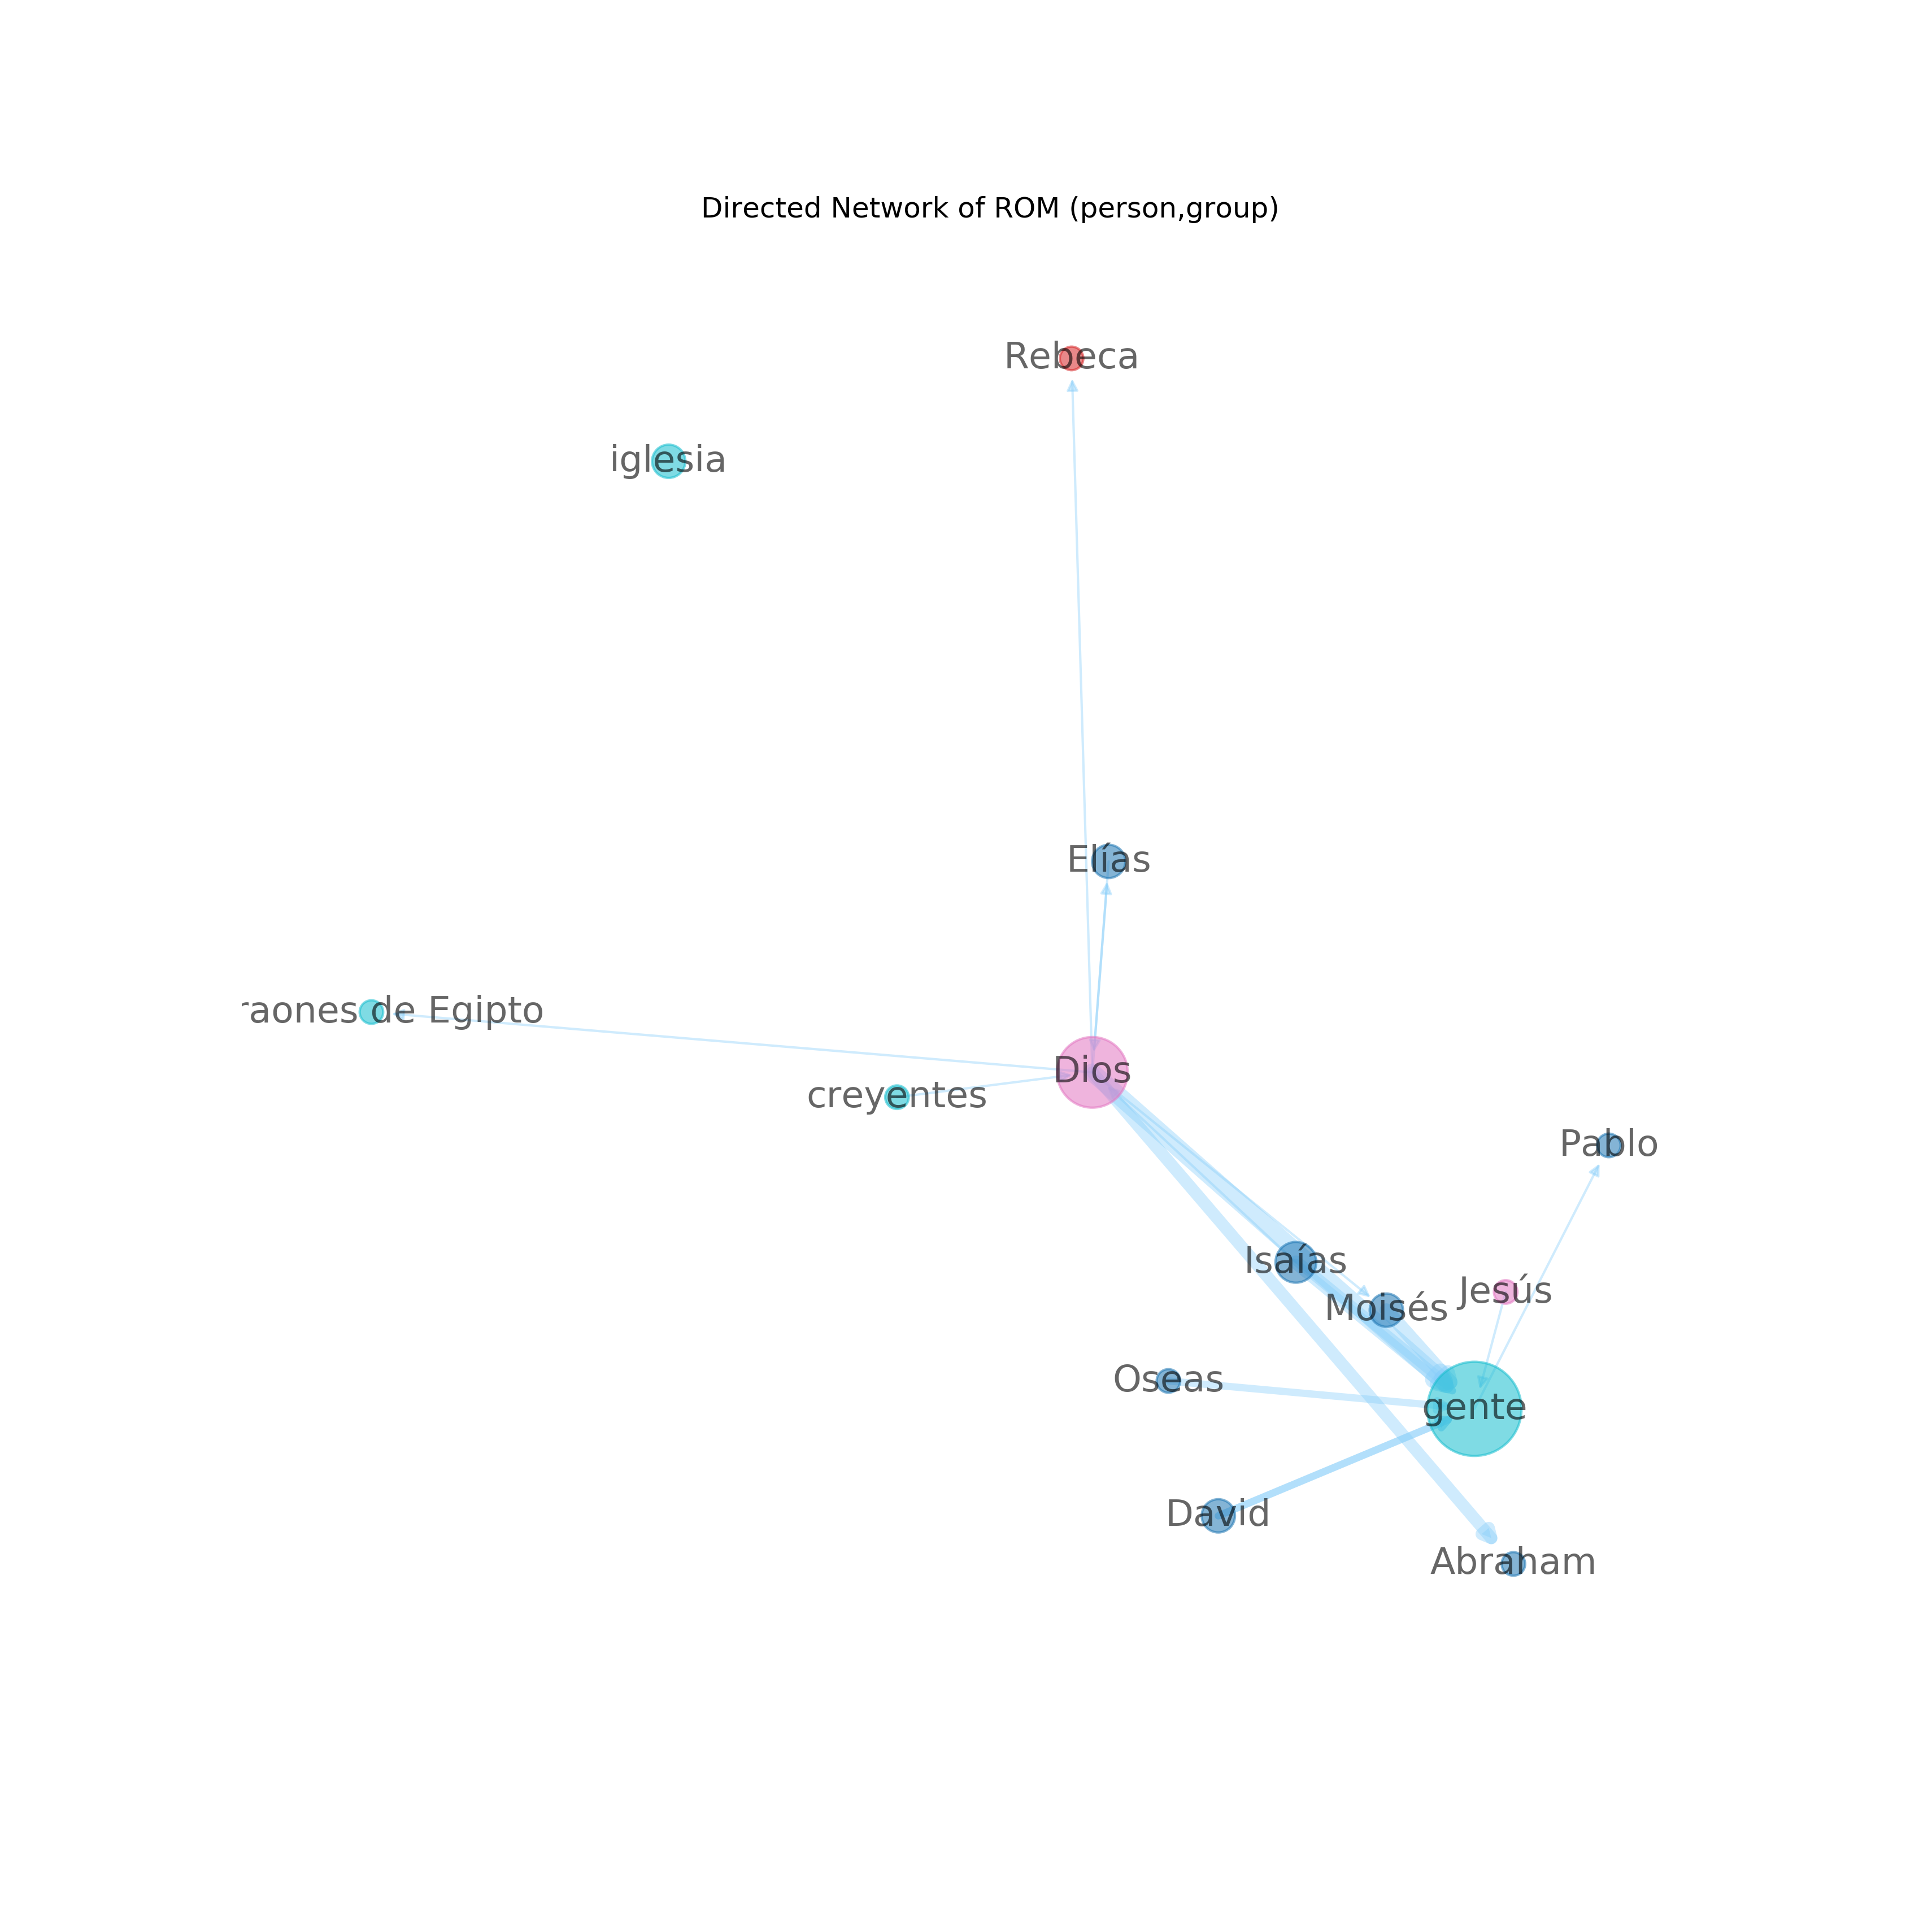 Directed Network of ROM (person,group)
Rebeca
iglesia
Elías
raones de Egipto
Dios
creyentes
Pablo
Isaías
Jesús
Moisés
Oseas
gente
David
Abraham